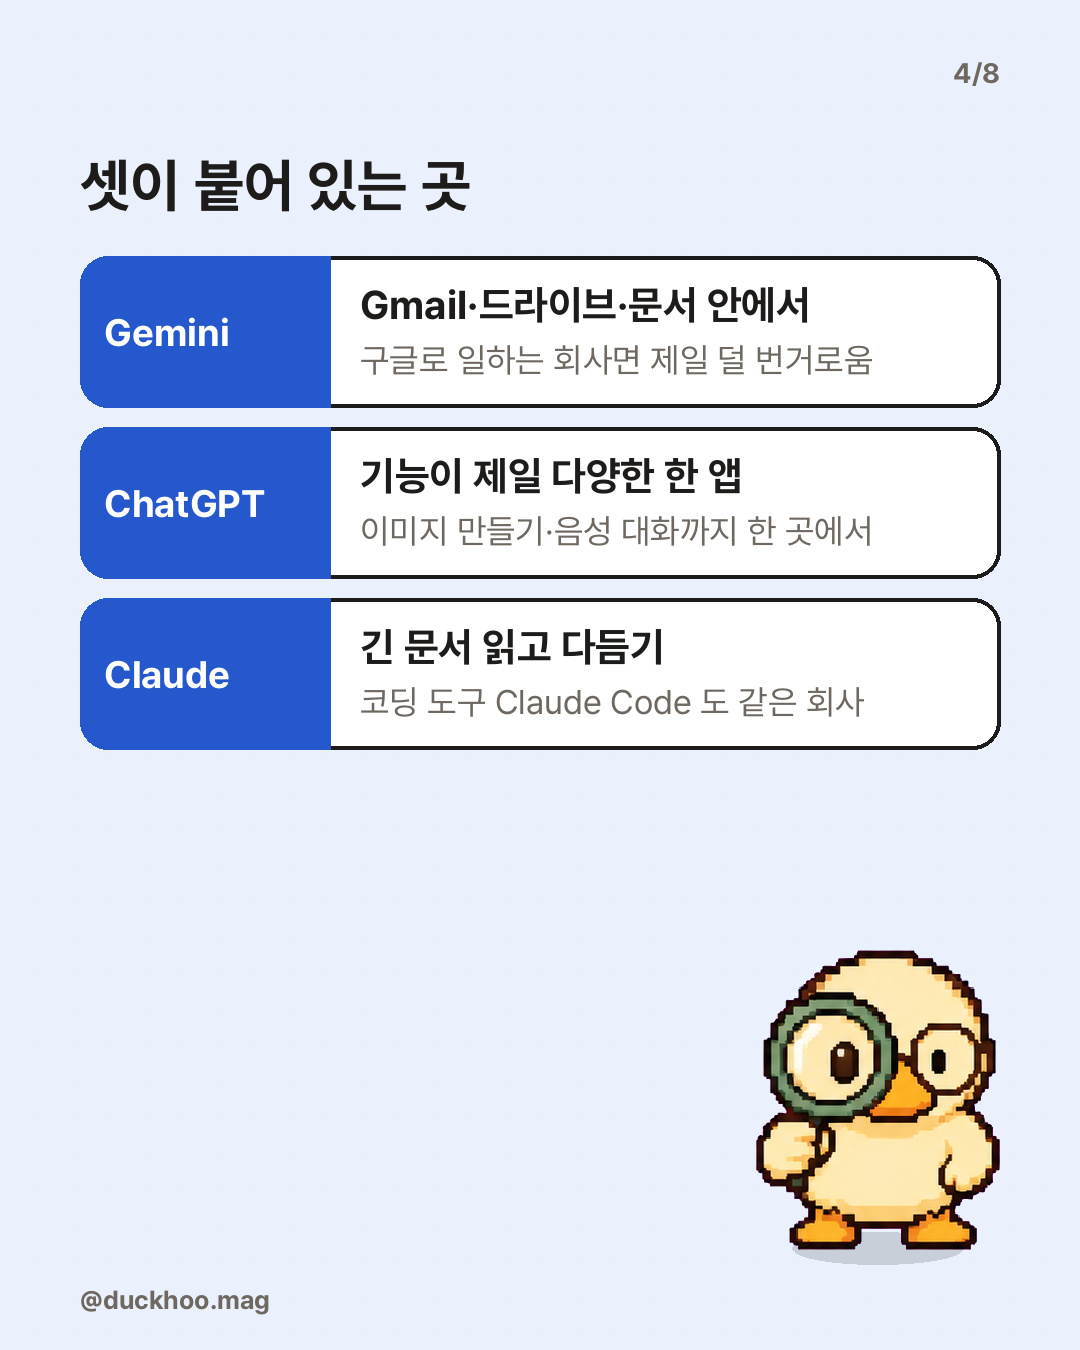 4/8
셋이 붙어 있는 곳
Gemini
Gmail·드라이브·문서 안에서
구글로 일하는 회사면 제일 덜 번거로움
ChatGPT
기능이 제일 다양한 한 앱
이미지 만들기·음성 대화까지 한 곳에서
Claude
긴 문서 읽고 다듬기
코딩 도구 Claude Code 도 같은 회사
@duckhoo.mag